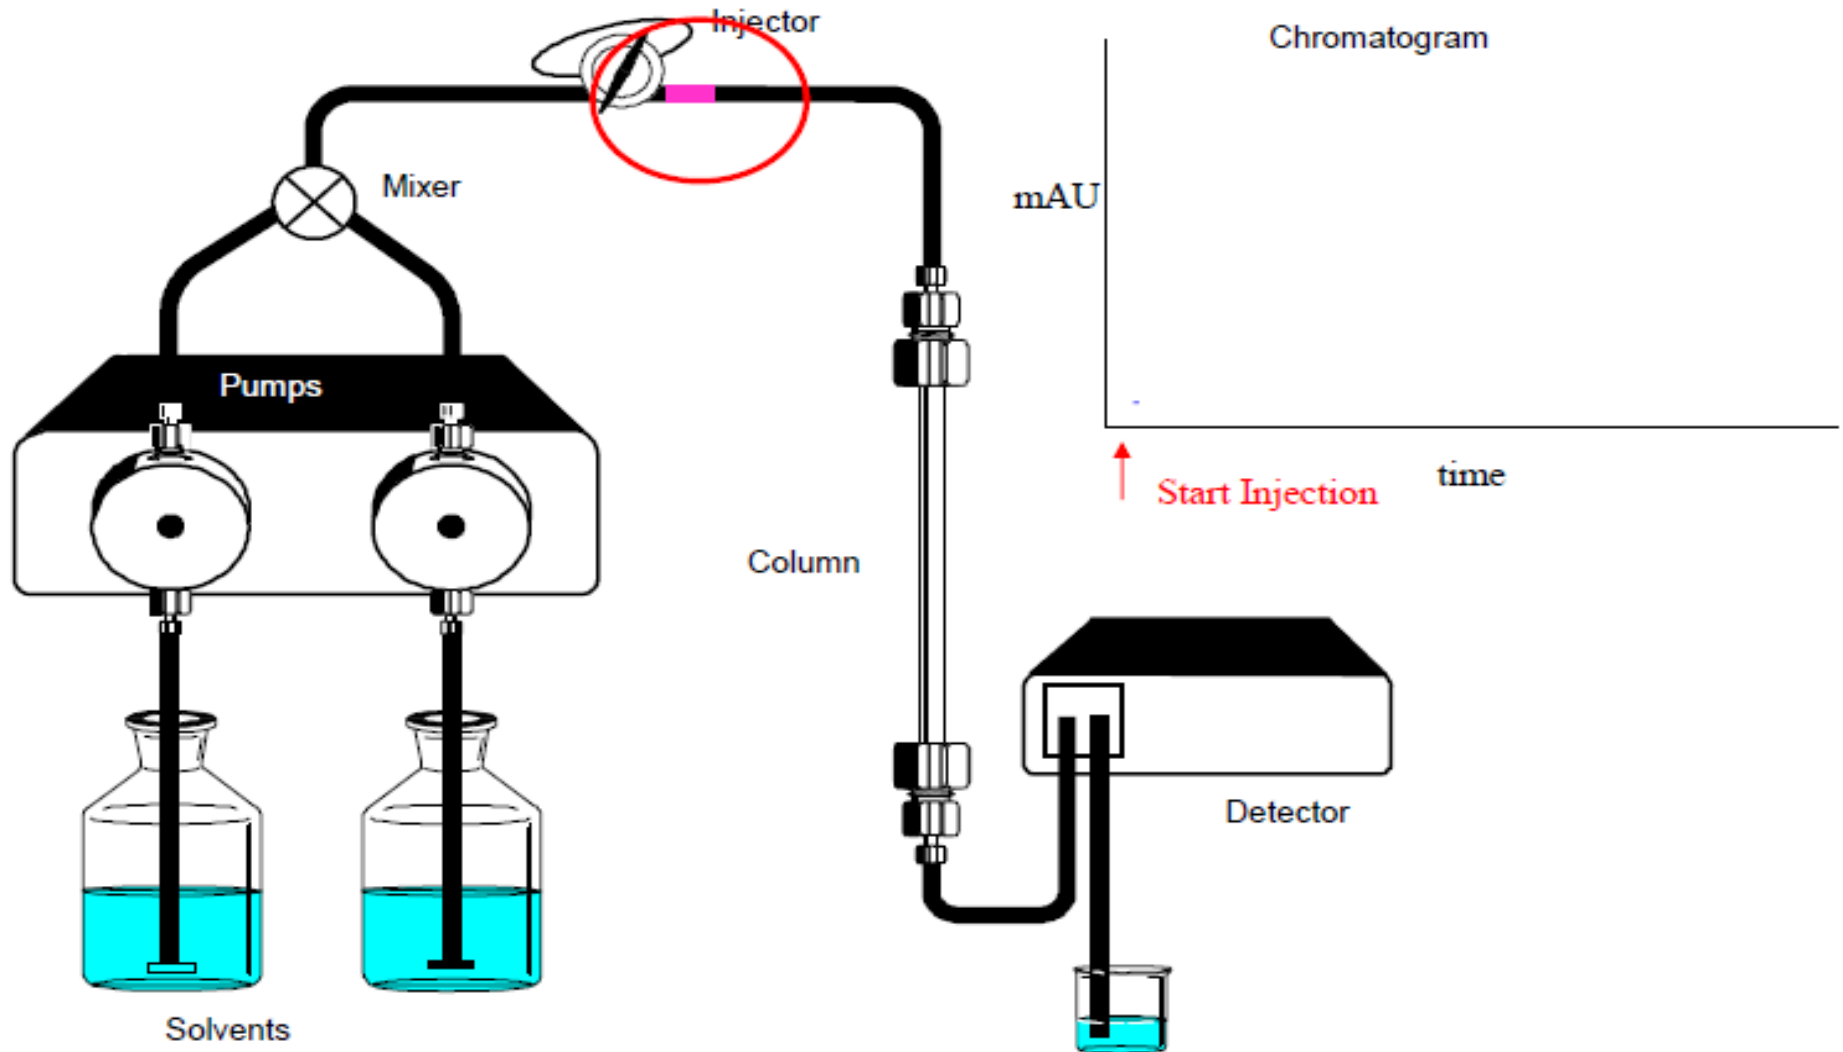 Injector
Chromatogram
Mixer
mAU
Pumps
time
Start Injection
Column
Detector
Solvents